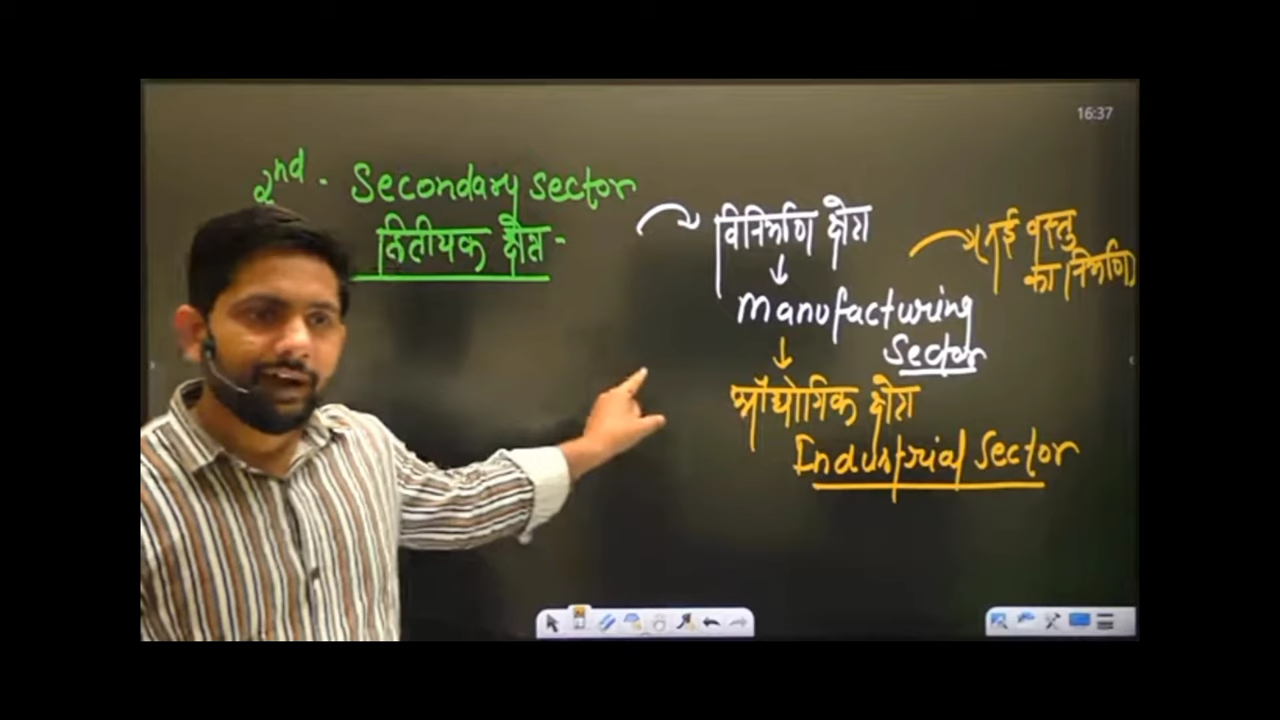 16:37
2nd - Secondary Sector
द्वितीयक क्षेत्र -
विनिर्माण क्षेत्र
Manufacturing
Sector
औद्योगिक क्षेत्र
Industrial Sector
नई वस्तु
का निर्माण